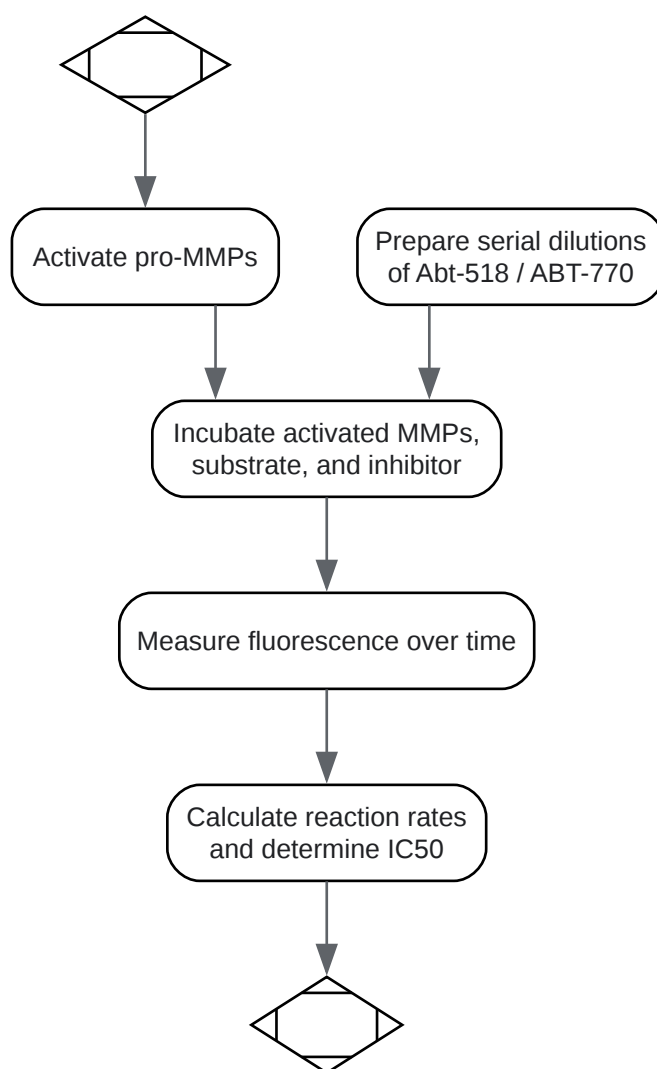 Activate pro-MMPs
Prepare serial dilutions
of Abt-518 / ABT-770
Incubate activated MMPs,
substrate, and inhibitor
Measure fluorescence over time
Calculate reaction rates
and determine IC50